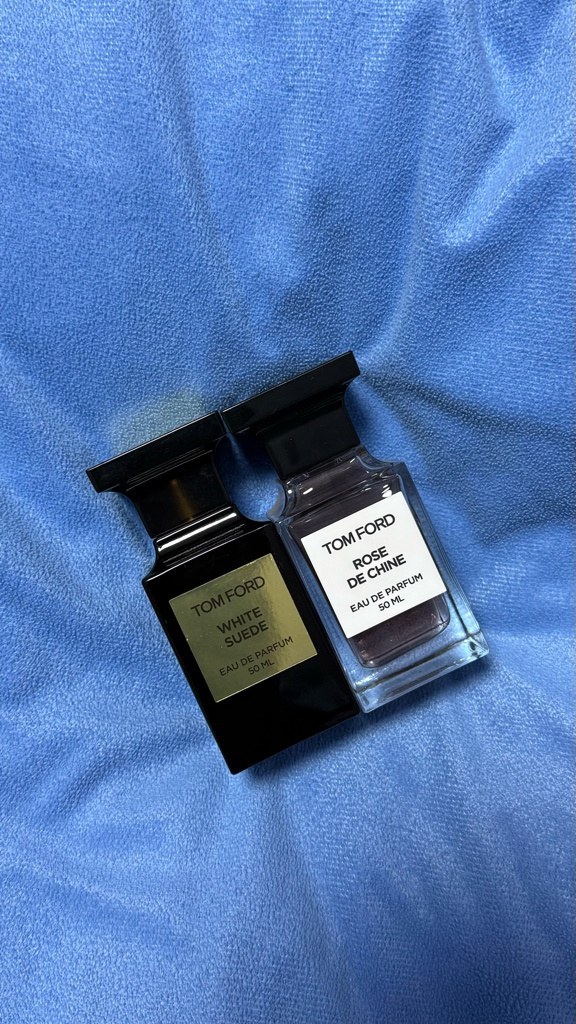 TOM FORD
WHITE
SUEDE
EAU DE PARFUM
50 ML
TOM FORD
ROSE
DE CHINE
EAU DE PARFUM
50 ML